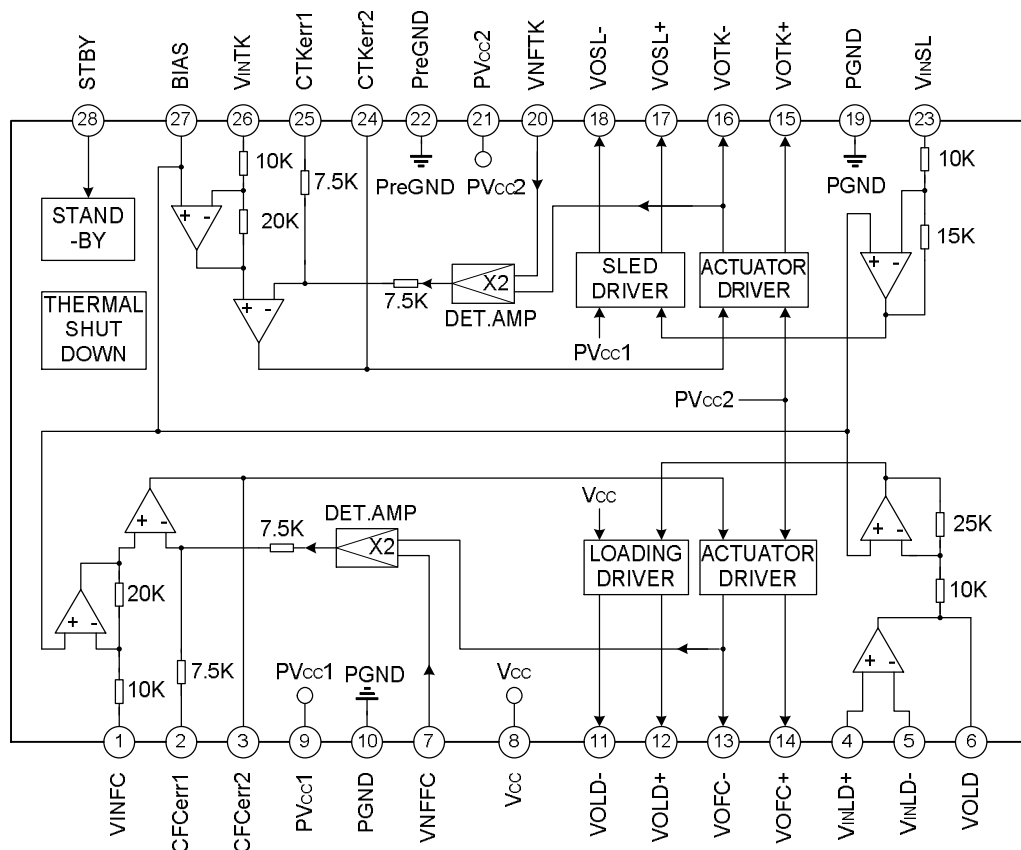 STBY
BIAS
VINTK
CTKerr1
CTKerr2
PreGND
PVcc2
VNFTK
VOSL-
VOSL+
VOTK-
VOTK+
PGND
VINSL
28
27
26
25
24
22
21
20
18
17
16
15
19
23
10K
7.5K
PreGND
PVcc2
PGND
10K
STAND
-BY
+ -
20K
15K
+ -
THERMAL
SHUT
DOWN
+ -
7.5K
X2
DET.AMP
SLED
DRIVER
ACTUATOR
DRIVER
PVcc1
PVcc2
+ -
7.5K
DET.AMP
X2
Vcc
LOADING
DRIVER
ACTUATOR
DRIVER
+ -
25K
10K
+ -
20K
10K
7.5K
PVcc1
PGND
Vcc
+ -
1
2
3
9
10
7
8
11
12
13
14
4
5
6
VINFC
CFCerr1
CFCerr2
PVcc1
PGND
VNFFC
Vcc
VOLD-
VOLD+
VOFC-
VOFC+
VINLD+
VINLD-
VOLD